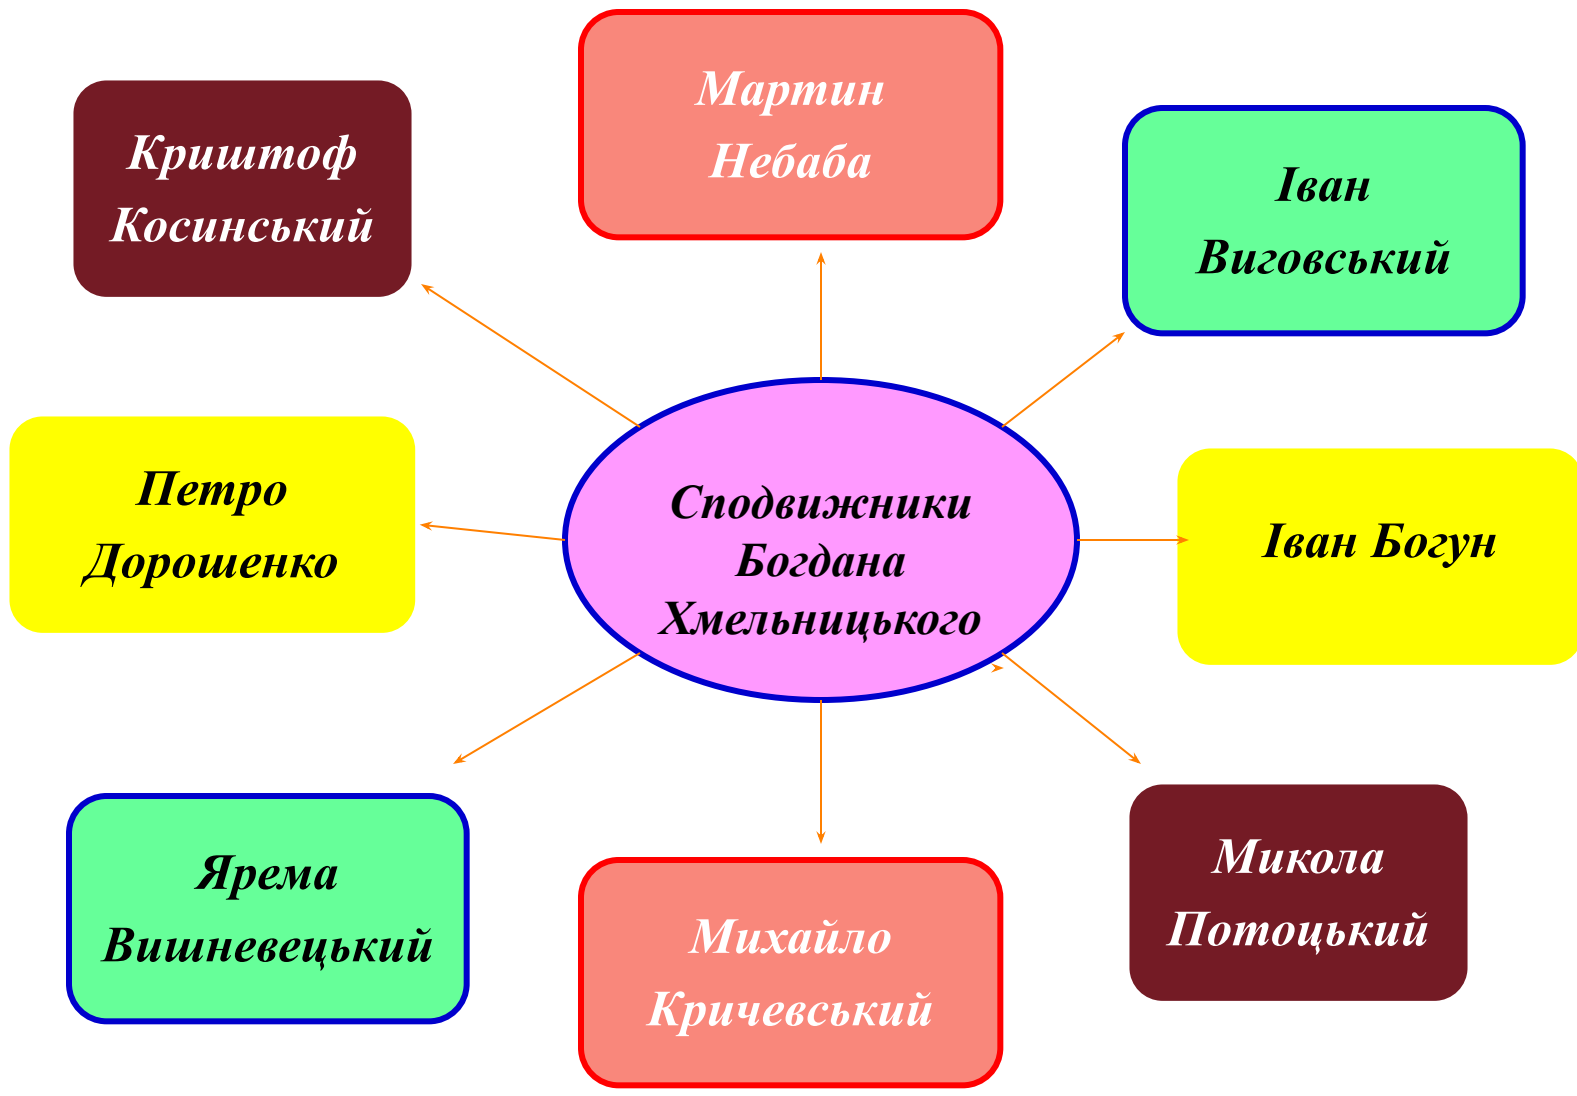 Мартин
Небаба
Криштоф
Косинський
Іван
Виговський
Петро
Дорошенко
Сподвижники
Богдана
Хмельницького
Іван Богун
Ярема
Вишневецький
Михайло
Кричевський
Микола
Потоцький